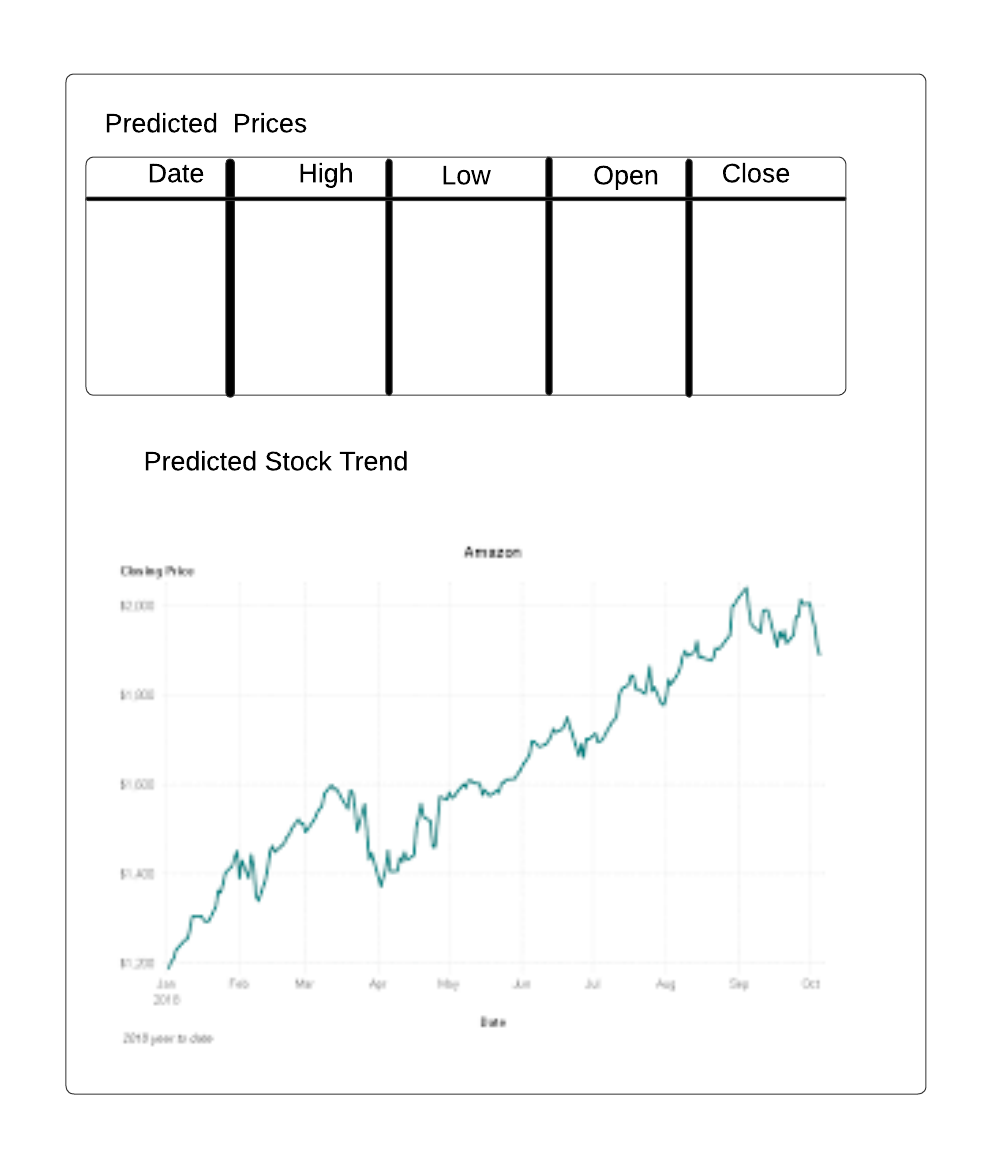 Predicted Prices
Date High Low Open Close
Predicted Stock Trend
Amazon
Closing Price
$2,000
$1,800
$1,600
$1,400
$1,200
Jan Feb Mar Apr May Jun Jul Aug Sep Oct
2018
Date
2018 year to date